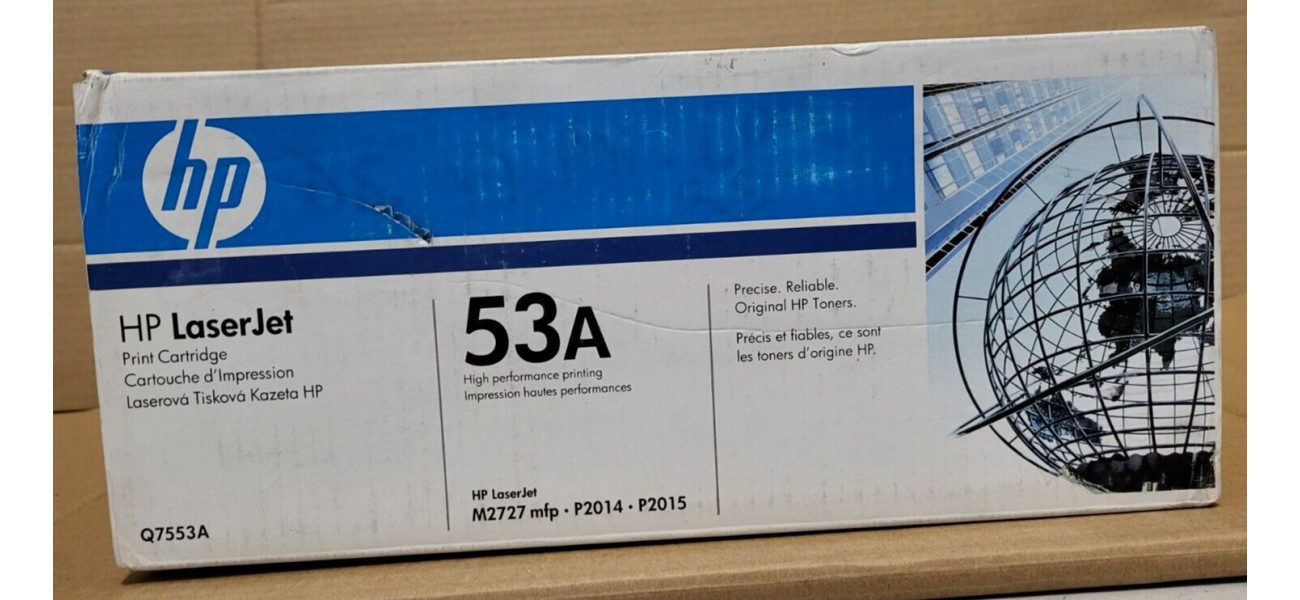 hp
HP LaserJet
Print Cartridge
Cartouche d'Impression
Laserová Tisková Kazeta HP
Q7553A
53A
High performance printing
Impression hautes performances
HP LaserJet
M2727 mfp • P2014 • P2015
Precise. Reliable.
Original HP Toners.
Précis et fiables, ce sont
les toners d'origine HP.